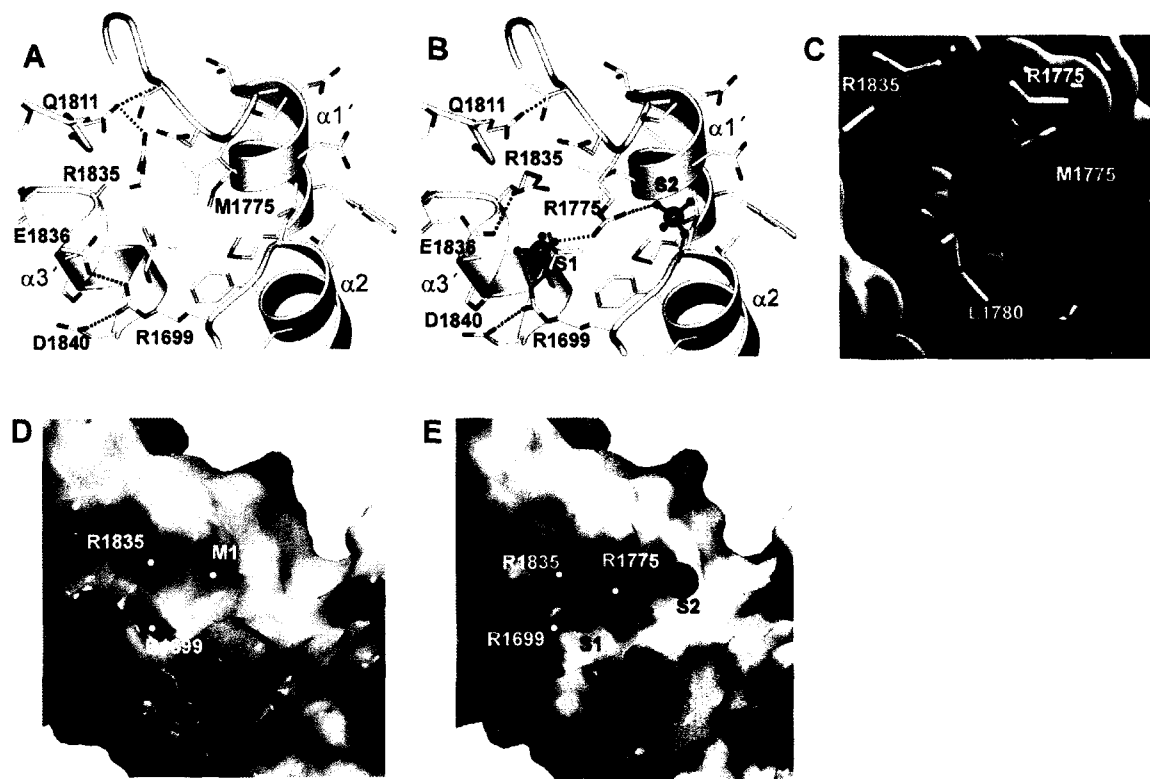 A
Q1811
α1′
R1835
M1775
E1836
α3′
α2
D1840
R1699
B
Q1811
α1′
R1835
S2
R1775
E1836
S1
α3′
α2
D1840
R1699
C
R1835
R1775
M1775
L1780
D
R1835
M1
E
R1835
R1775
S2
R1699
S1